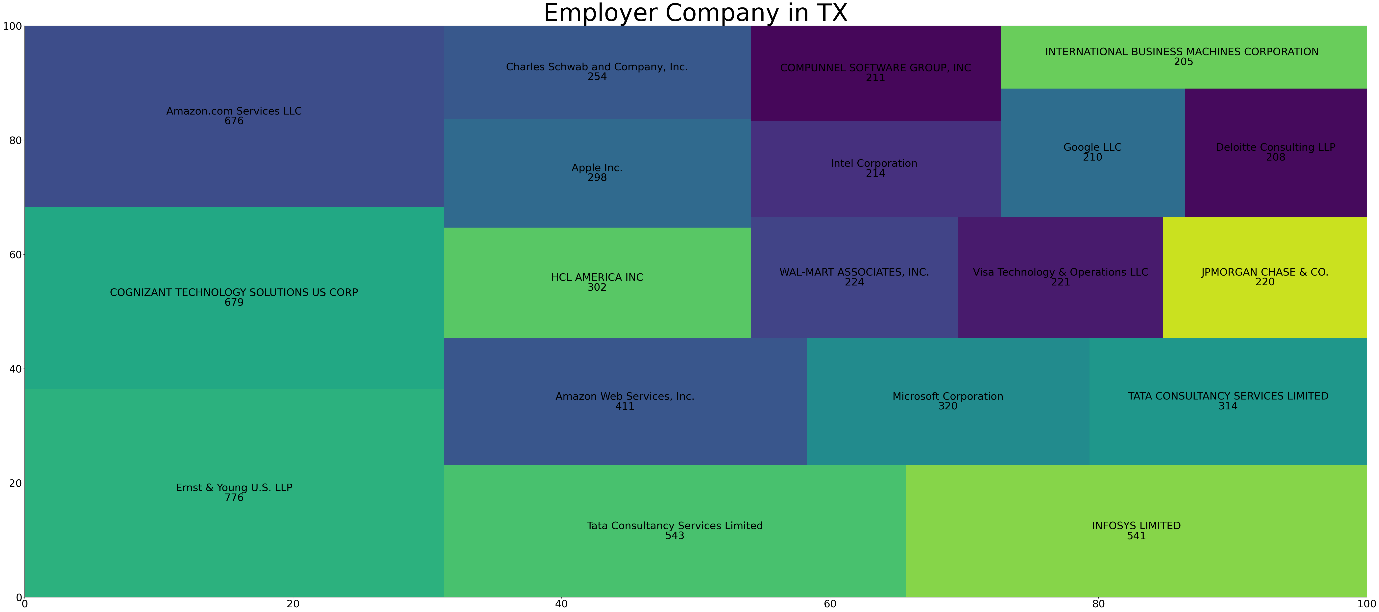 Employer Company in TX
100
80
60
40
20
0
0
20
40
60
80
100
Amazon.com Services LLC
676
COGNIZANT TECHNOLOGY SOLUTIONS US CORP
679
Ernst & Young U.S. LLP
776
Charles Schwab and Company, Inc.
254
Apple Inc.
298
HCL AMERICA INC
302
Amazon Web Services, Inc.
411
Tata Consultancy Services Limited
543
COMPUNNEL SOFTWARE GROUP, INC
211
Intel Corporation
214
WAL-MART ASSOCIATES, INC.
224
Visa Technology & Operations LLC
221
JPMORGAN CHASE & CO.
220
INTERNATIONAL BUSINESS MACHINES CORPORATION
205
Google LLC
210
Deloitte Consulting LLP
208
Microsoft Corporation
320
TATA CONSULTANCY SERVICES LIMITED
314
INFOSYS LIMITED
541